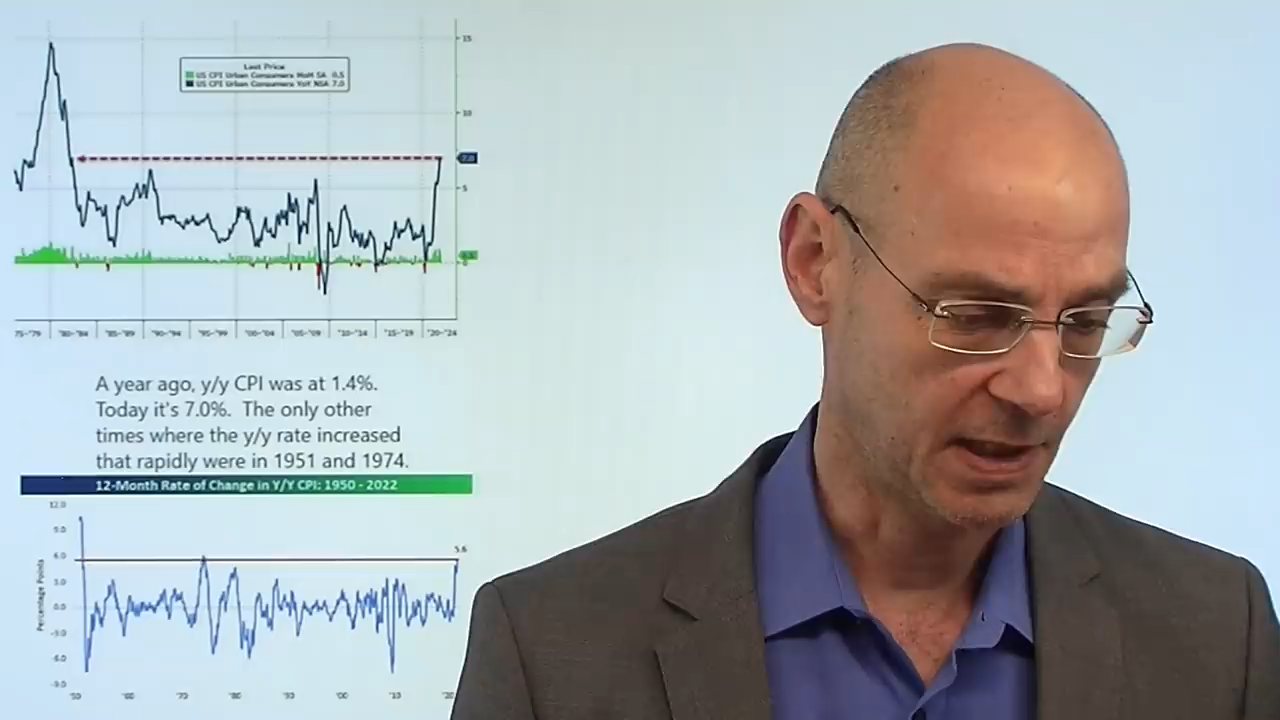 15
Last Price
US CPI Urban Consumers MoM SA 0.5
US CPI Urban Consumers YoY NSA 7.0
10
7.0
5
0.5
0
75-'79 '80-'84 '85-'89 '90-'94 '95-'99 '00-'04 '05-'09 '10-'14 '15-'19 '20-'24
A year ago, y/y CPI was at 1.4%.
Today it's 7.0%. The only other
times where the y/y rate increased
that rapidly were in 1951 and 1974.
12-Month Rate of Change in Y/Y CPI: 1950 - 2022
12.0
9.0
6.0
5.6
3.0
0.0
-3.0
-6.0
-9.0
Percentage Points
'50 '60 '70 '80 '90 '00 '10 '20